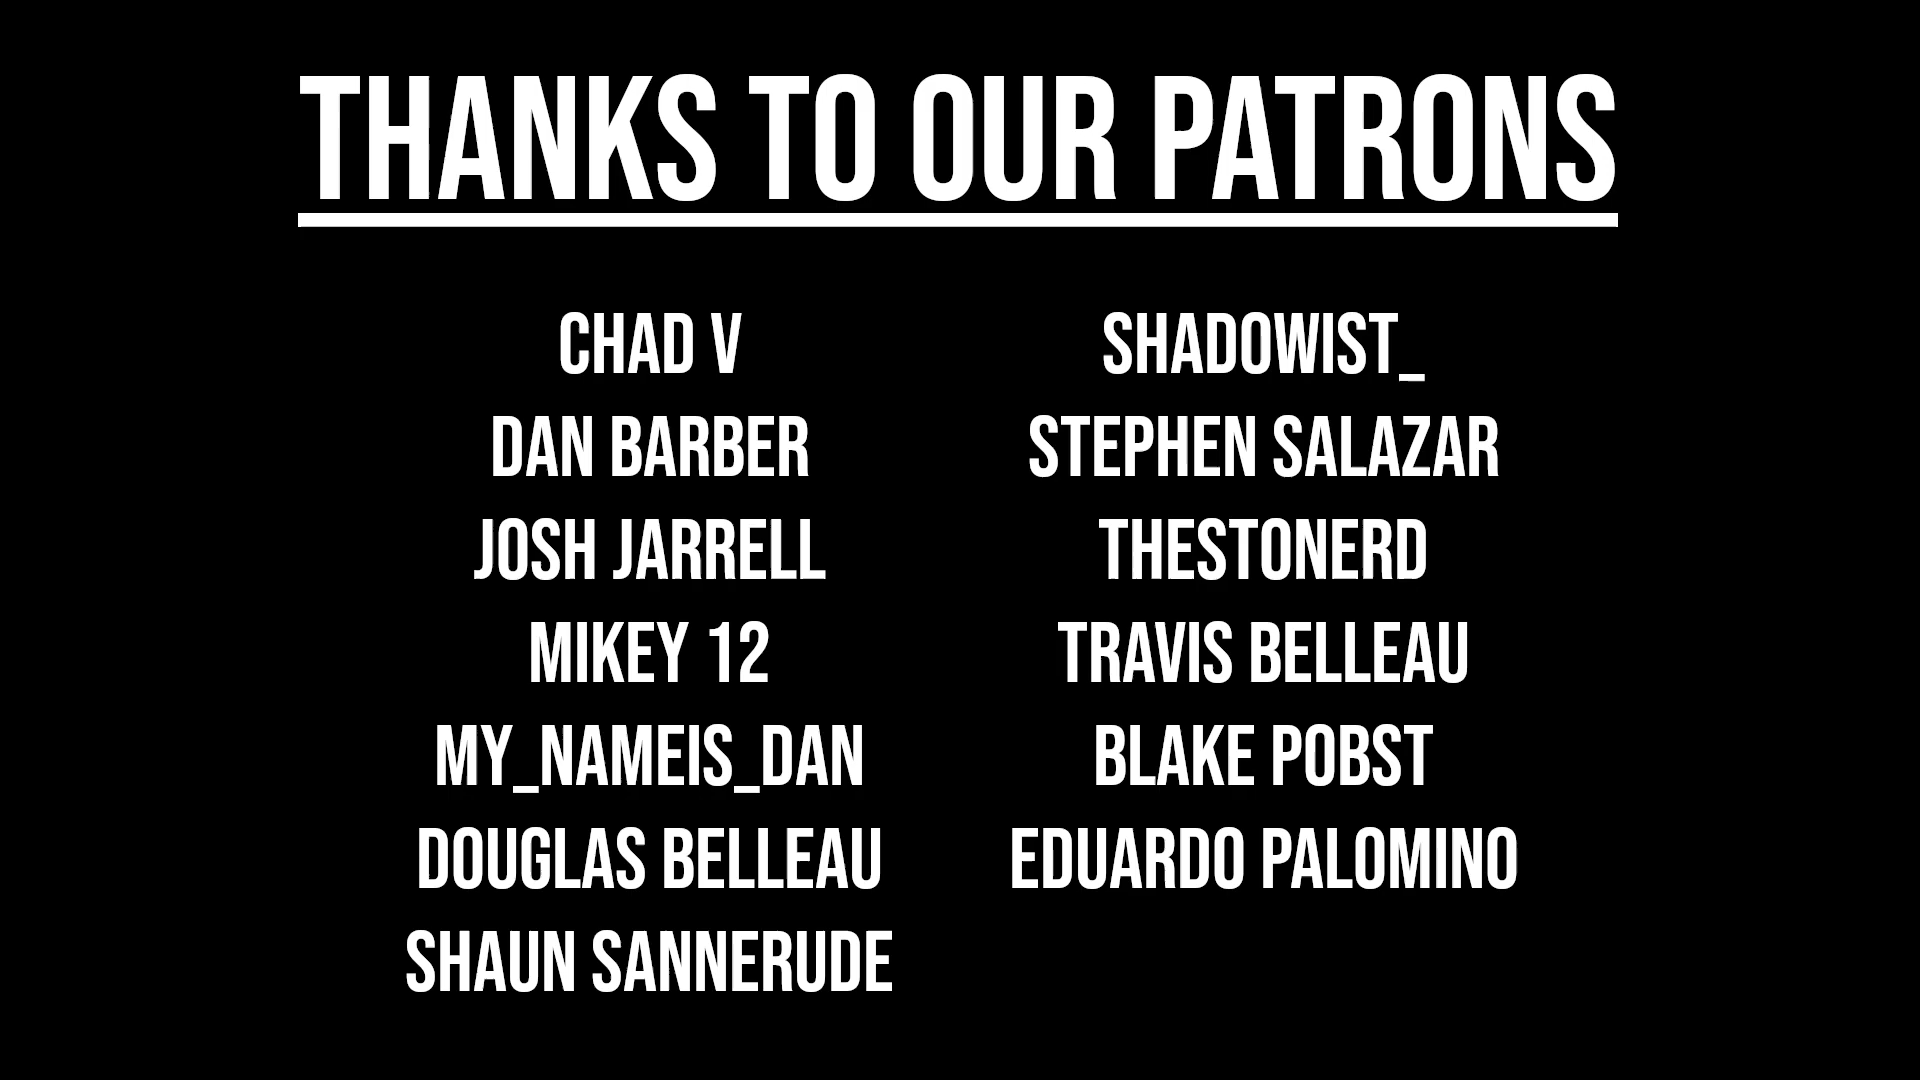 THANKS TO OUR PATRONS
CHAD V
DAN BARBER
JOSH JARRELL
MIKEY 12
MY_NAMEIS_DAN
DOUGLAS BELLEAU
SHAUN SANNERUDE
SHADOWIST_
STEPHEN SALAZAR
THESTONERD
TRAVIS BELLEAU
BLAKE POBST
EDUARDO PALOMINO